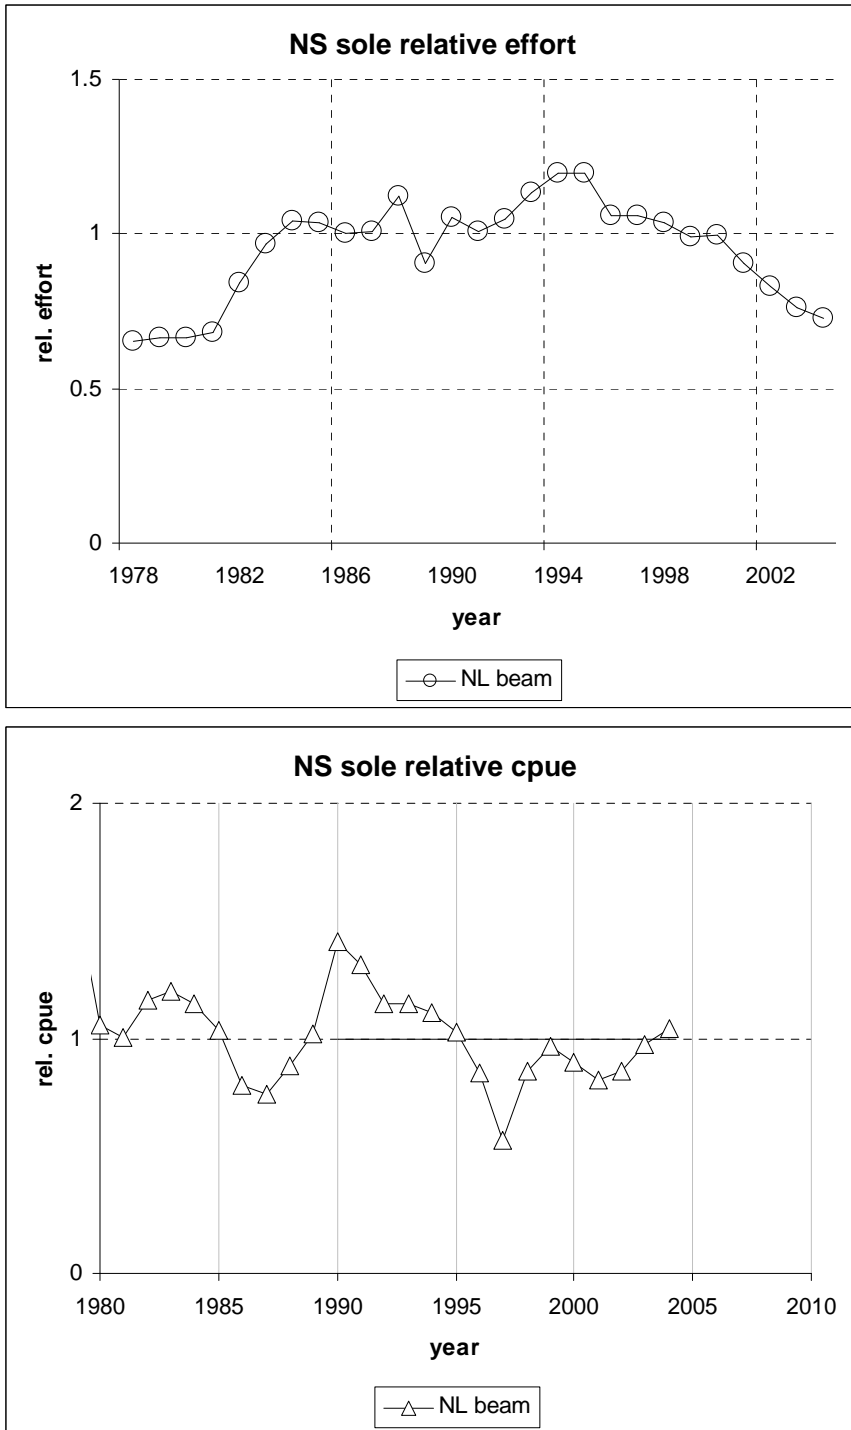 NS sole relative effort
1.5
1
0.5
0
rel. effort
1978 1982 1986 1990 1994 1998 2002
year
NL beam
NS sole relative cpue
2
1
0
rel. cpue
1980 1985 1990 1995 2000 2005 2010
year
NL beam